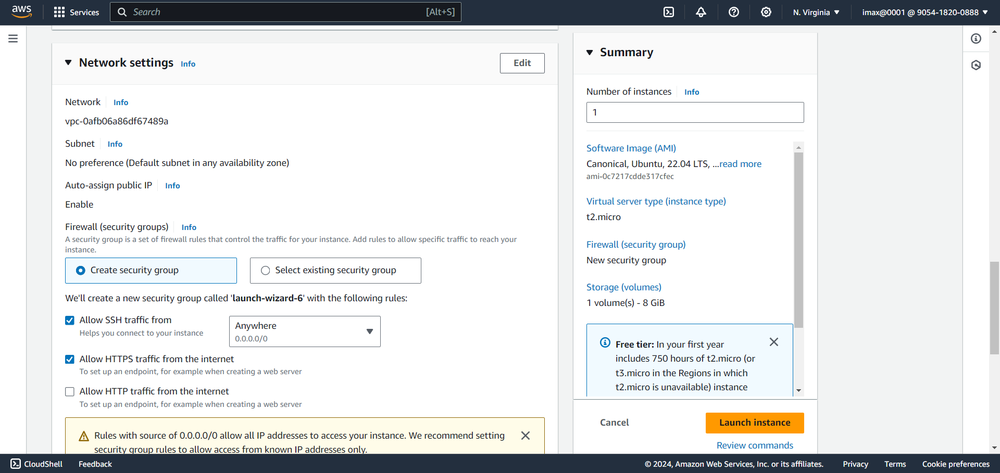 aws
Services
Search
[Alt+S]
N. Virginia
imax@0001 @ 9054-1820-0888
Network settings
Info
Edit
Network
Info
vpc-0afb06a86df67489a
Subnet
Info
No preference (Default subnet in any availability zone)
Auto-assign public IP
Info
Enable
Firewall (security groups)
Info
A security group is a set of firewall rules that control the traffic for your instance. Add rules to allow specific traffic to reach your
instance.
Create security group
Select existing security group
We'll create a new security group called 'launch-wizard-6' with the following rules:
Allow SSH traffic from
Helps you connect to your instance
Anywhere
0.0.0.0/0
Allow HTTPS traffic from the internet
To set up an endpoint, for example when creating a web server
Allow HTTP traffic from the internet
To set up an endpoint, for example when creating a web server
Rules with source of 0.0.0.0/0 allow all IP addresses to access your instance. We recommend setting
security group rules to allow access from known IP addresses only.
Summary
Number of instances
Info
1
Software Image (AMI)
Canonical, Ubuntu, 22.04 LTS, ...read more
ami-0c7217cdde317cfec
Virtual server type (instance type)
t2.micro
Firewall (security group)
New security group
Storage (volumes)
1 volume(s) - 8 GiB
Free tier: In your first year
includes 750 hours of t2.micro (or
t3.micro in the Regions in which
t2.micro is unavailable) instance
Cancel
Launch instance
Review commands
CloudShell
Feedback
© 2024, Amazon Web Services, Inc. or its affiliates.
Privacy
Terms
Cookie preferences